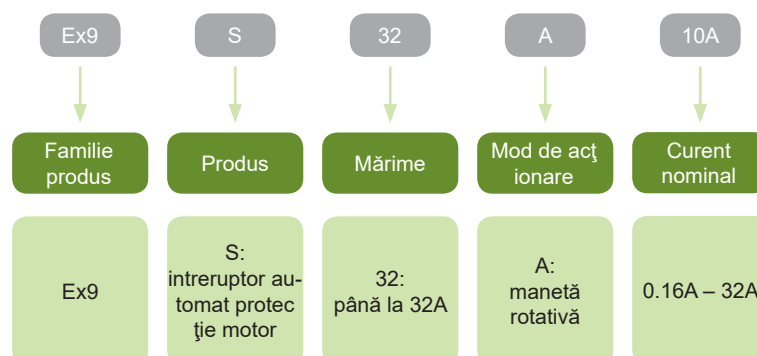 Ex9
S
32
A
10A
Familie
produs
Produs
Mărime
Mod de acţ
ionare
Curent
nominal
Ex9
S:
intreruptor au-
tomat protec
ţie motor
32:
până la 32A
A:
manetă
rotativă
0.16A – 32A